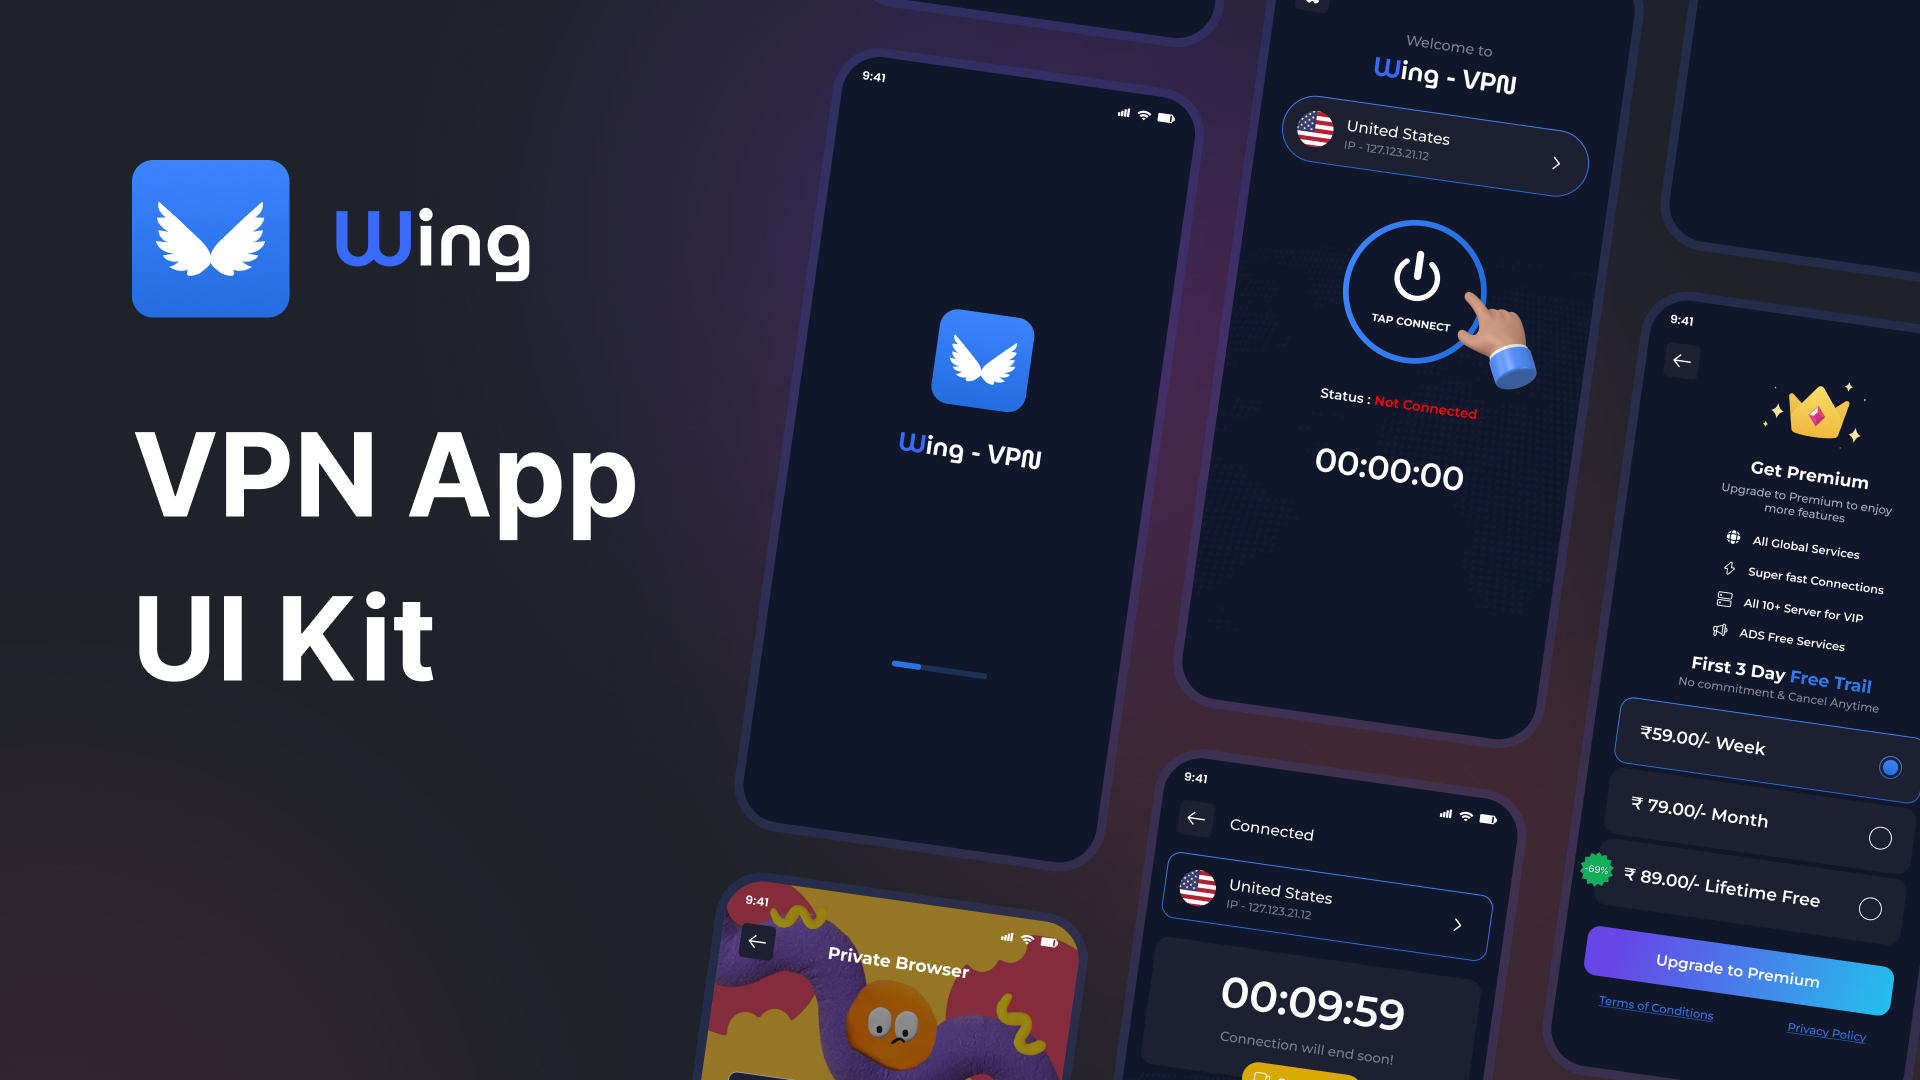 Wing
VPN App
UI Kit
9:41
Wing - VPN
Welcome to
Wing - VPN
United States
IP - 127.123.21.12
TAP CONNECT
Status : Not Connected
00:00:00
9:41
Get Premium
Upgrade to Premium to enjoy
more features
All Global Services
Super fast Connections
All 10+ Server for VIP
ADS Free Services
First 3 Day Free Trail
No commitment & Cancel Anytime
₹59.00/- Week
₹ 79.00/- Month
-69%
₹ 89.00/- Lifetime Free
Upgrade to Premium
Terms of Conditions
Privacy Policy
9:41
Connected
United States
IP - 127.123.21.12
00:09:59
Connection will end soon!
9:41
Private Browser